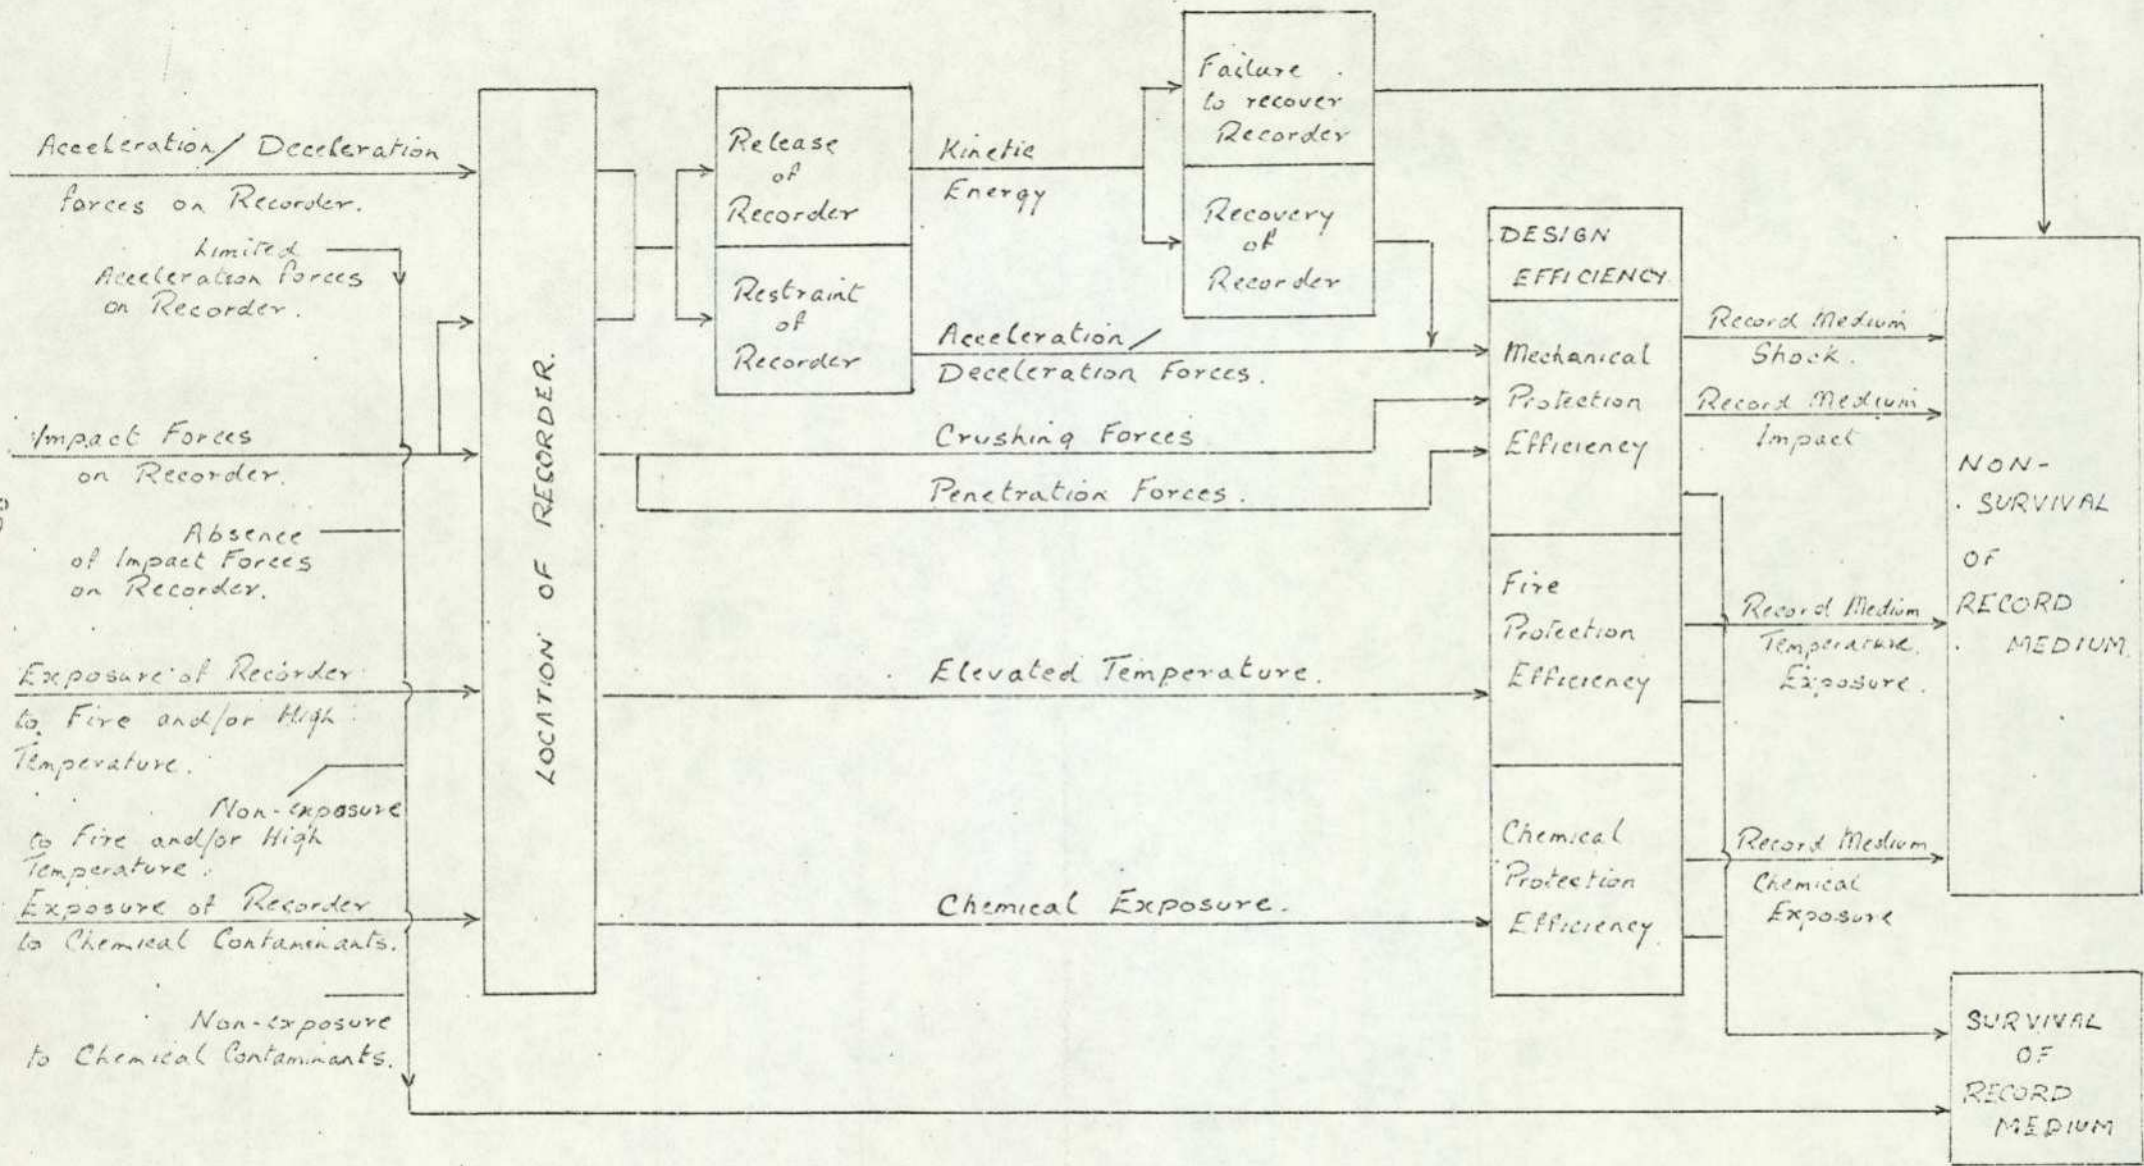 Acceleration/ Deceleration
forces on Recorder.
Limited
Acceleration forces
on Recorder.
Impact Forces
on Recorder.
Absence
of Impact Forces
on Recorder.
Exposure of Recorder
to Fire and/or High
Temperature.
Non-exposure
to Fire and/or High
Temperature.
Exposure of Recorder
to Chemical Contaminants.
Non-exposure
to Chemical Contaminants.
LOCATION OF RECORDER.
Release
of
Recorder
Restraint
of
Recorder
Kinetic
Energy
Failure
to recover
Recorder
Recovery
of
Recorder
Acceleration/
Deceleration Forces.
Crushing Forces
Penetration Forces.
Elevated Temperature.
Chemical Exposure.
DESIGN
EFFICIENCY.
Mechanical
Protection
Efficiency
Fire
Protection
Efficiency
Chemical
Protection
Efficiency
Record Medium
Shock.
Record Medium
Impact
Record Medium
Temperature
Exposure.
Record Medium
Chemical
Exposure
NON-
SURVIVAL
OF
RECORD
MEDIUM.
SURVIVAL
OF
RECORD
MEDIUM